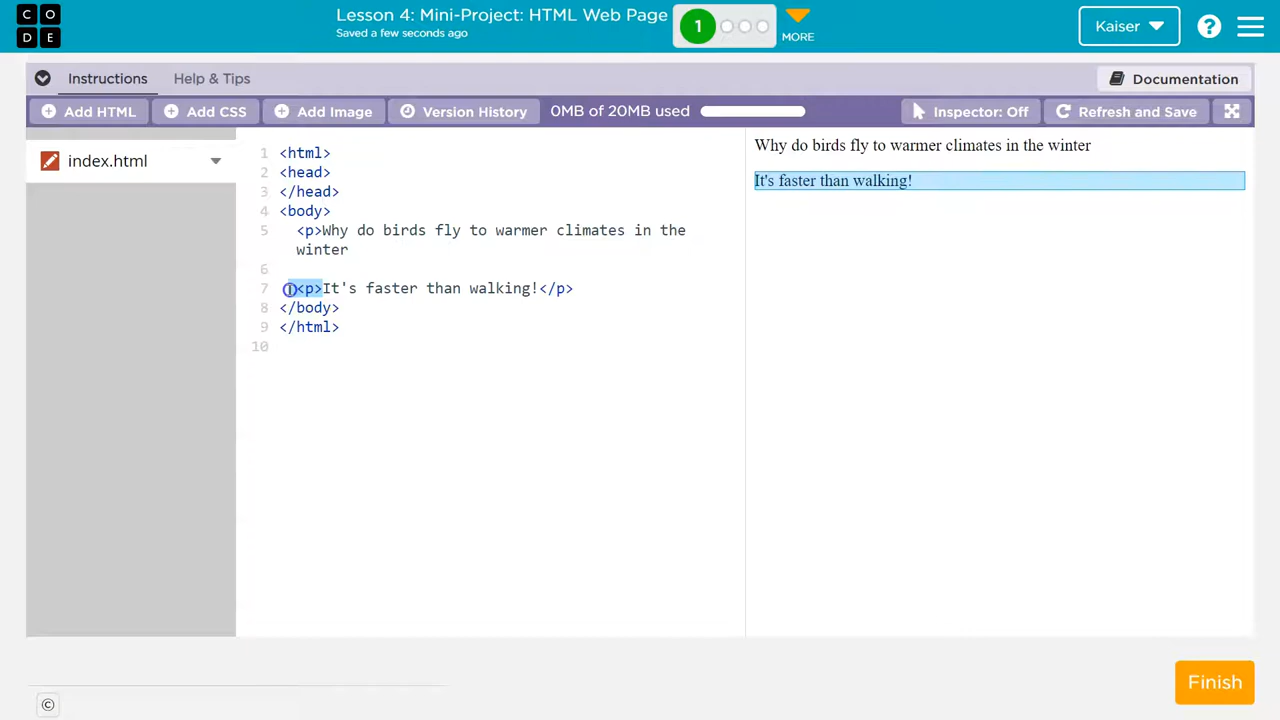 C O
D E
Lesson 4: Mini-Project: HTML Web Page
Saved a few seconds ago
1
MORE
Kaiser
?
Instructions
Help & Tips
Documentation
Add HTML
Add CSS
Add Image
Version History
0MB of 20MB used
Inspector: Off
Refresh and Save
index.html
1 <html>
2 <head>
3 </head>
4 <body>
5 <p>Why do birds fly to warmer climates in the
winter
6
7 <p>It's faster than walking!</p>
8 </body>
9 </html>
10
Why do birds fly to warmer climates in the winter
It's faster than walking!
Finish
©